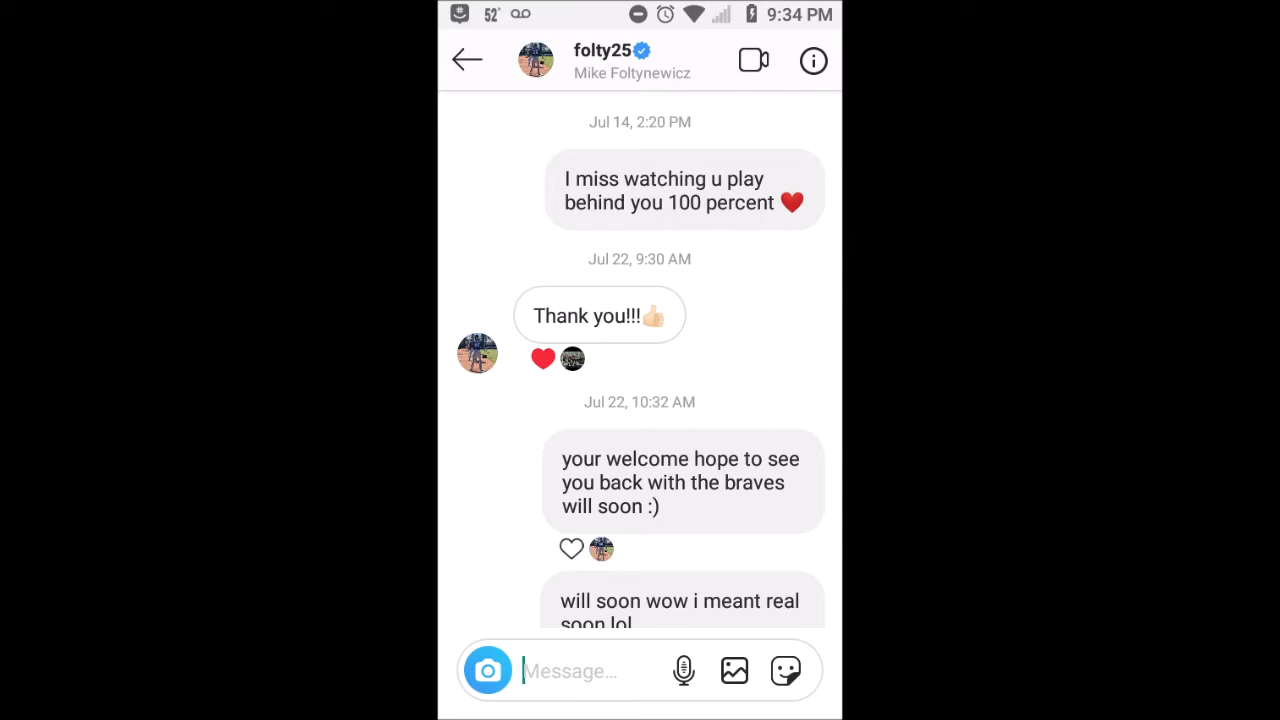 52° 9:34 PM
folty25
Mike Foltynewicz
Jul 14, 2:20 PM
I miss watching u play
behind you 100 percent ❤️
Jul 22, 9:30 AM
Thank you!!!👍🏻
Jul 22, 10:32 AM
your welcome hope to see
you back with the braves
will soon :)
will soon wow i meant real
soon lol
Message...